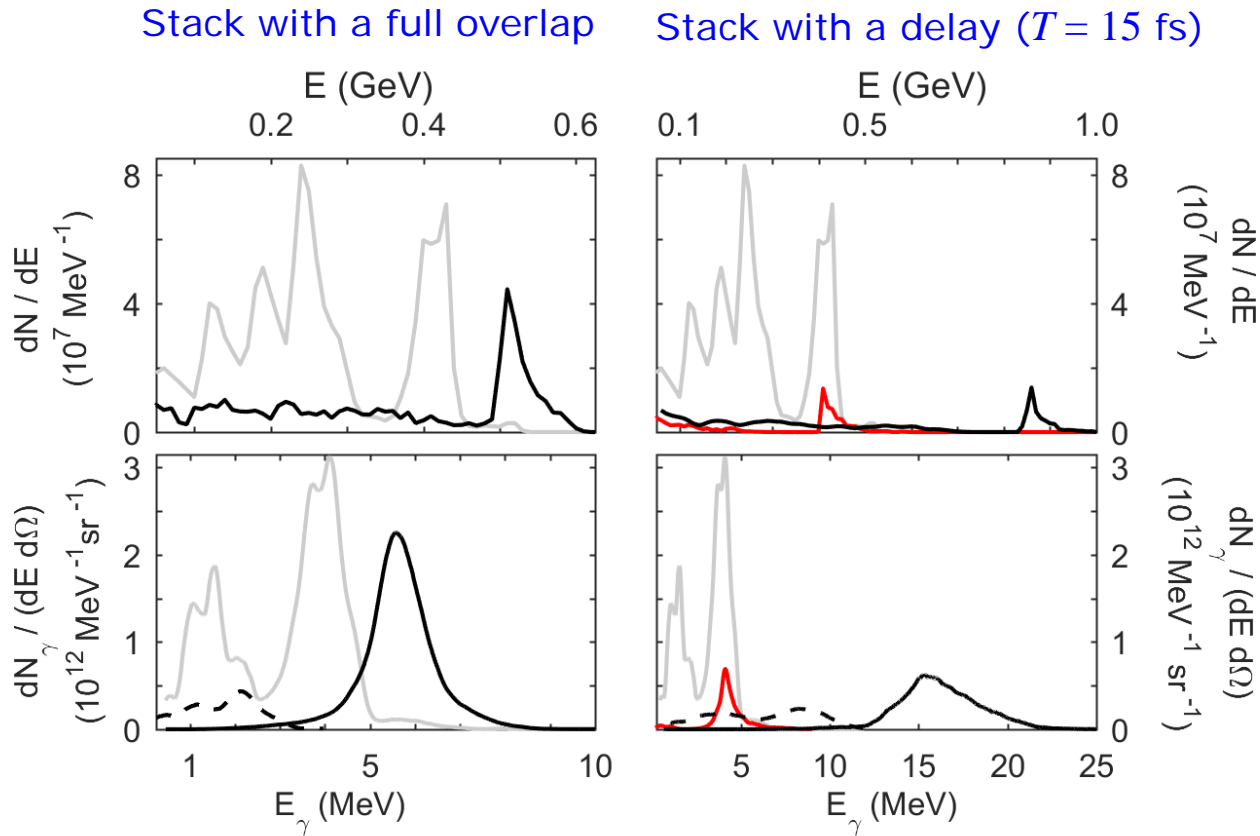 Stack with a full overlap
Stack with a delay (T = 15 fs)
E (GeV)
E (GeV)
0.2 0.4 0.6
0.1 0.5 1.0
8
4
0
dN / dE
(10⁷ MeV⁻¹)
8
4
0
dN / dE
(10⁷ MeV⁻¹)
3
2
1
0
dNγ / (dE dΩ)
(10¹² MeV⁻¹sr⁻¹)
3
2
1
0
dNγ / (dE dΩ)
(10¹² MeV⁻¹ sr⁻¹)
1 5 10
5 10 15 20 25
Eγ (MeV)
Eγ (MeV)